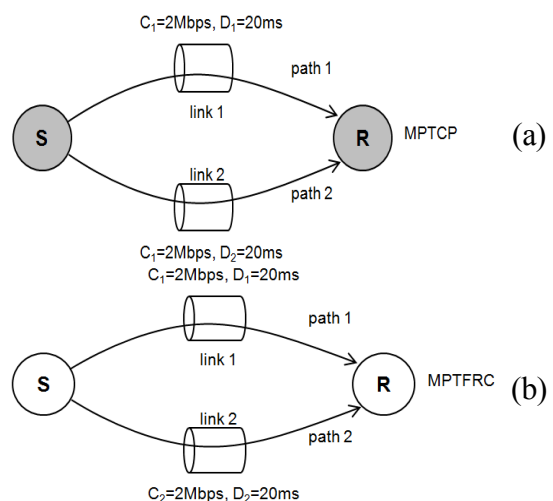 C₁=2Mbps, D₁=20ms
path 1
link 1
S
R
MPTCP
(a)
link 2
path 2
C₁=2Mbps, D₂=20ms
C₁=2Mbps, D₁=20ms
path 1
link 1
S
R
MPTFRC
(b)
link 2
path 2
C₂=2Mbps, D₂=20ms